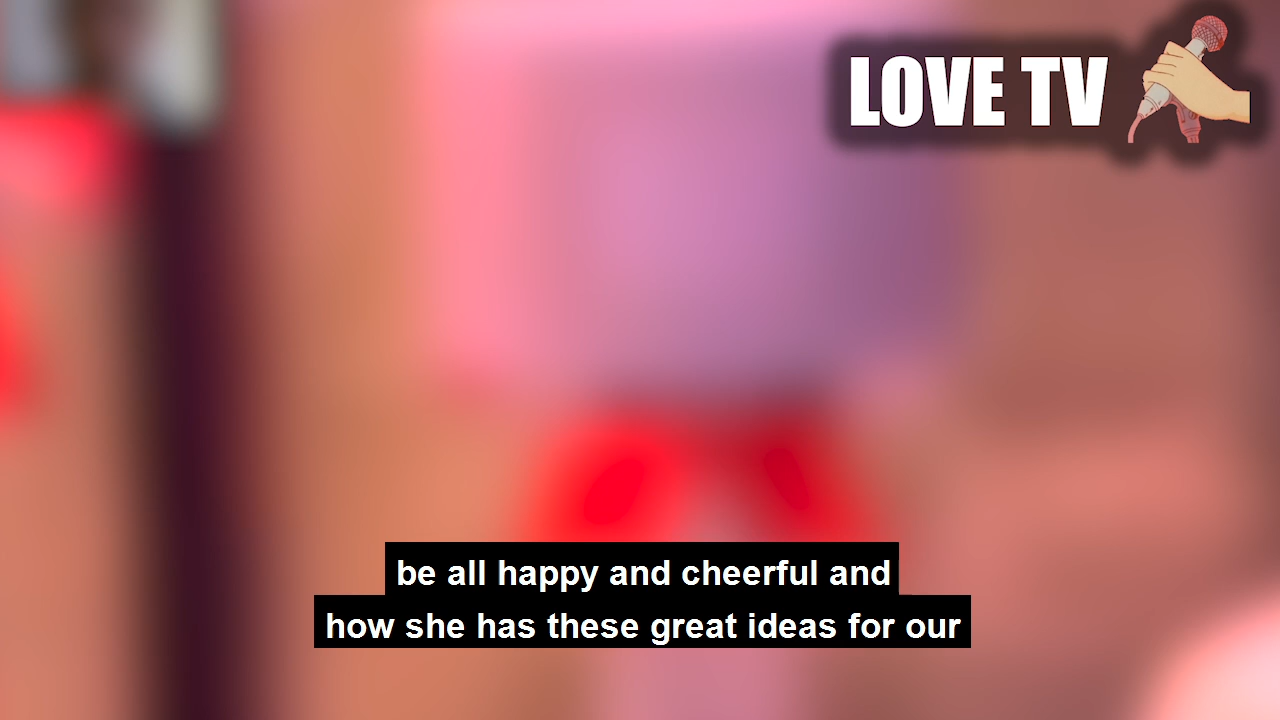 LOVE TV
be all happy and cheerful and
how she has these great ideas for our